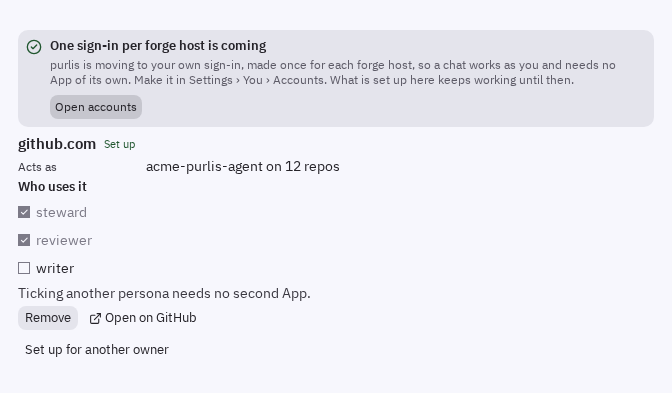 One sign-in per forge host is coming
purlis is moving to your own sign-in, made once for each forge host, so a chat works as you and needs no
App of its own. Make it in Settings › You › Accounts. What is set up here keeps working until then.
Open accounts
github.com Set up
Acts as acme-purlis-agent on 12 repos
Who uses it
steward
reviewer
writer
Ticking another persona needs no second App.
Remove Open on GitHub
Set up for another owner